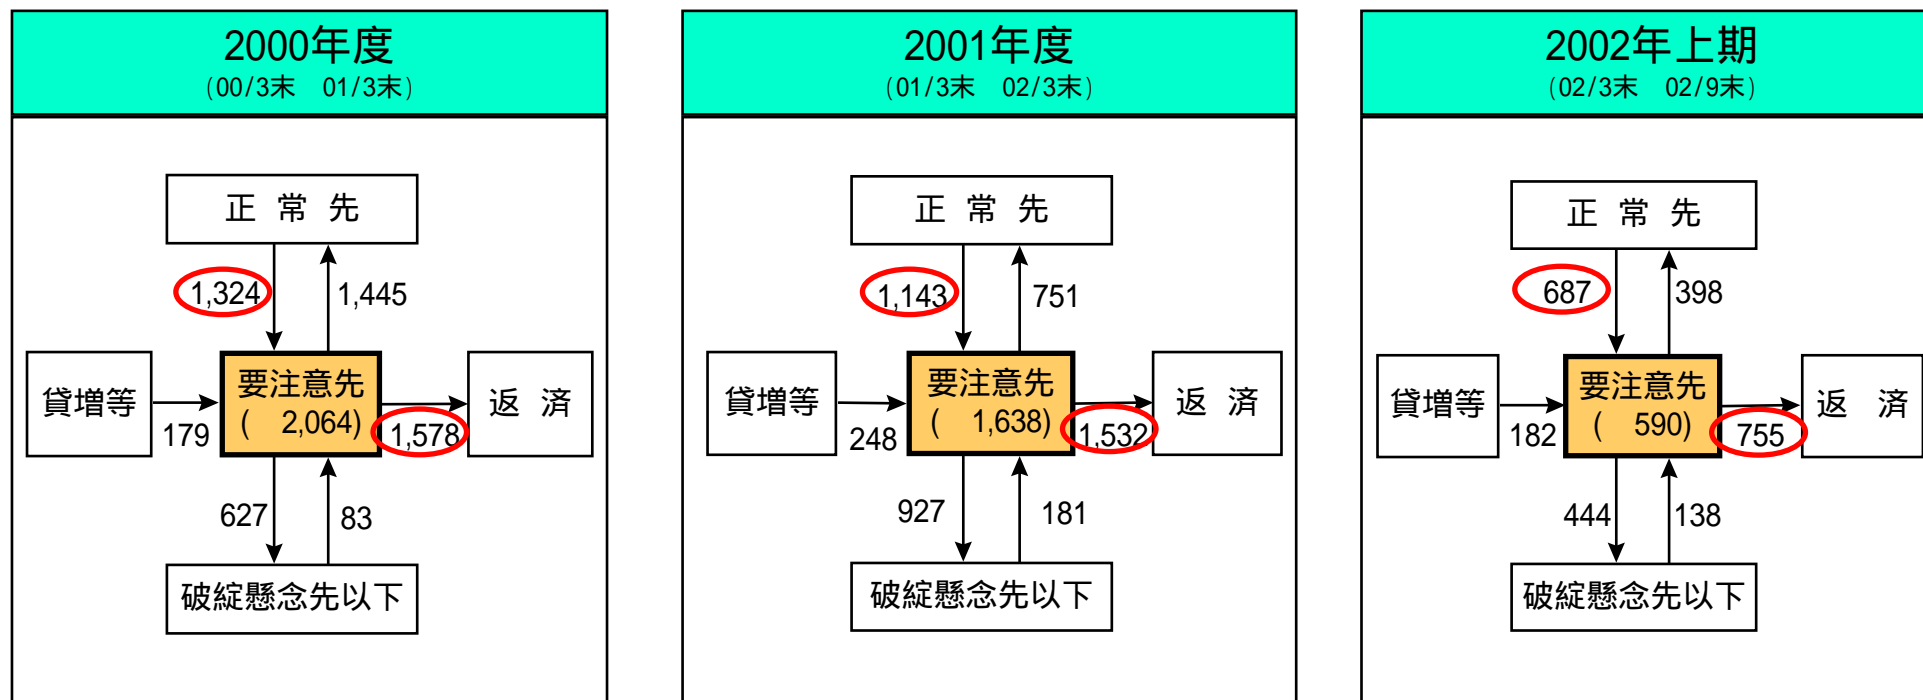 2000年度
(00/3末　01/3末)
正 常 先
1,324
1,445
貸増等
179
要注意先
(　2,064)
1,578
返 済
627
83
破綻懸念先以下
2001年度
(01/3末　02/3末)
正 常 先
1,143
751
貸増等
248
要注意先
(　1,638)
1,532
返 済
927
181
破綻懸念先以下
2002年上期
(02/3末　02/9末)
正 常 先
687
398
貸増等
182
要注意先
(　590)
755
返 済
444
138
破綻懸念先以下